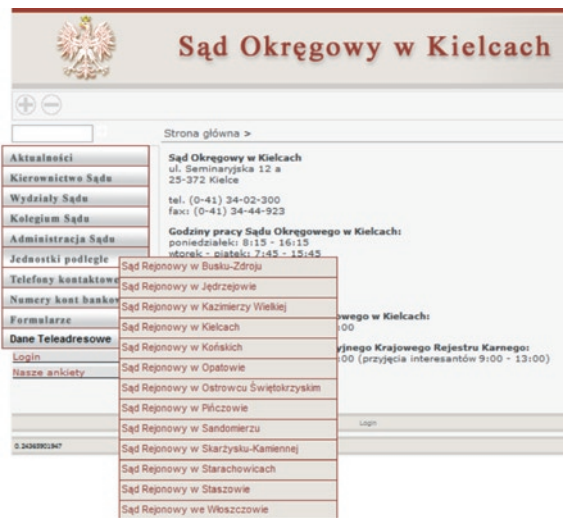 Sąd Okręgowy w Kielcach
Strona główna >
Aktualności
Kierownictwo Sądu
Wydziały Sądu
Kolegium Sądu
Administracja Sądu
Jednostki podległe
Telefony kontaktowe
Numery kont bankow
Formularze
Dane Teleadresowe
Login
Nasze ankiety
Sąd Okręgowy w Kielcach
ul. Seminaryjska 12 a
25-372 Kielce
tel. (0-41) 34-02-300
fax: (0-41) 34-44-923
Godziny pracy Sądu Okręgowego w Kielcach:
poniedziałek: 8:15 - 16:15
wtorek - piątek: 7:45 - 15:45
owego w Kielcach:
:00
yjnego Krajowego Rejestru Karnego:
:00 (przyjęcia interesantów 9:00 - 13:00)
Sąd Rejonowy w Busku-Zdroju
Sąd Rejonowy w Jędrzejowie
Sąd Rejonowy w Kazimierzy Wielkiej
Sąd Rejonowy w Kielcach
Sąd Rejonowy w Końskich
Sąd Rejonowy w Opatowie
Sąd Rejonowy w Ostrowcu Świętokrzyskim
Sąd Rejonowy w Pińczowie
Sąd Rejonowy w Sandomierzu
Sąd Rejonowy w Skarżysku-Kamiennej
Sąd Rejonowy w Starachowicach
Sąd Rejonowy w Staszowie
Sąd Rejonowy we Włoszczowie
Login